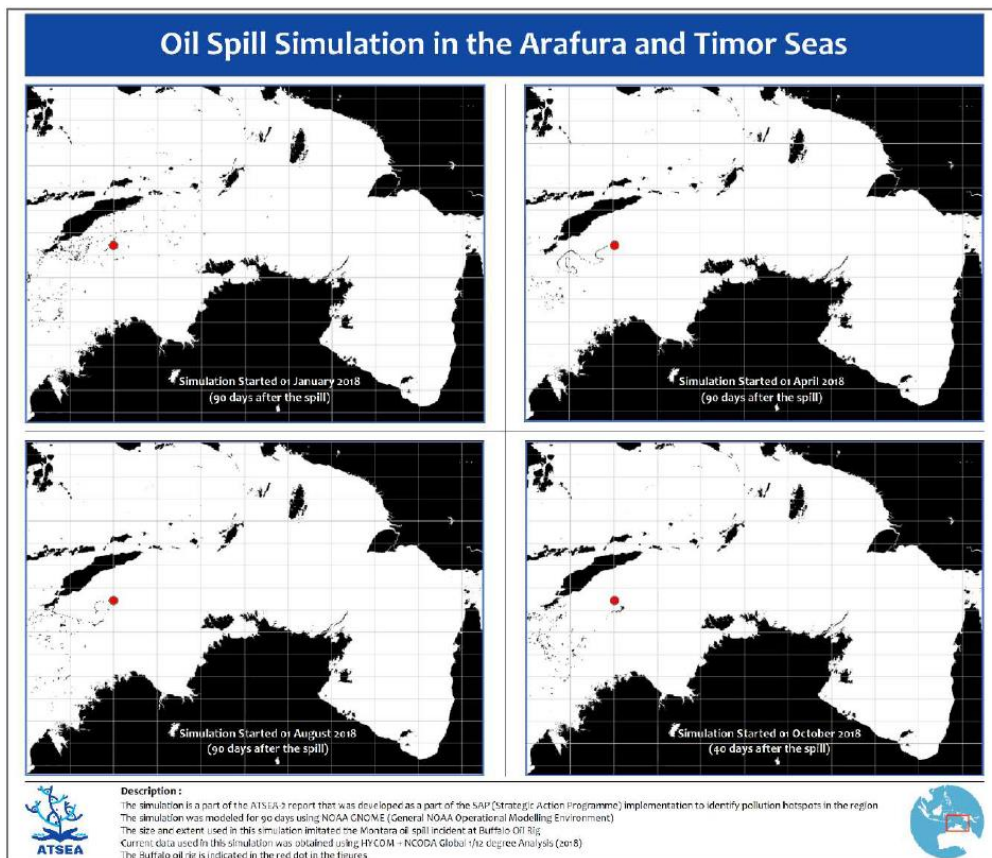 Oil Spill Simulation in the Arafura and Timor Seas
Simulation Started 01 January 2018
(90 days after the spill)
Simulation Started 01 April 2018
(90 days after the spill)
Simulation Started 01 August 2018
(90 days after the spill)
Simulation Started 01 October 2018
(40 days after the spill)
ATSEA
Description :
The simulation is a part of the ATSEA-2 report that was developed as a part of the SAP (Strategic Action Programme) implementation to identify pollution hotspots in the region
The simulation was modeled for 90 days using NOAA GNOME (General NOAA Operational Modelling Environment)
The size and extent used in this simulation imitated the Montara oil spill incident at Buffalo Oil Rig
Current data used in this simulation was obtained using HYCOM + NCODA Global 1/12 degree Analysis (2018)
The Buffalo oil rig is indicated in the red dot in the figures